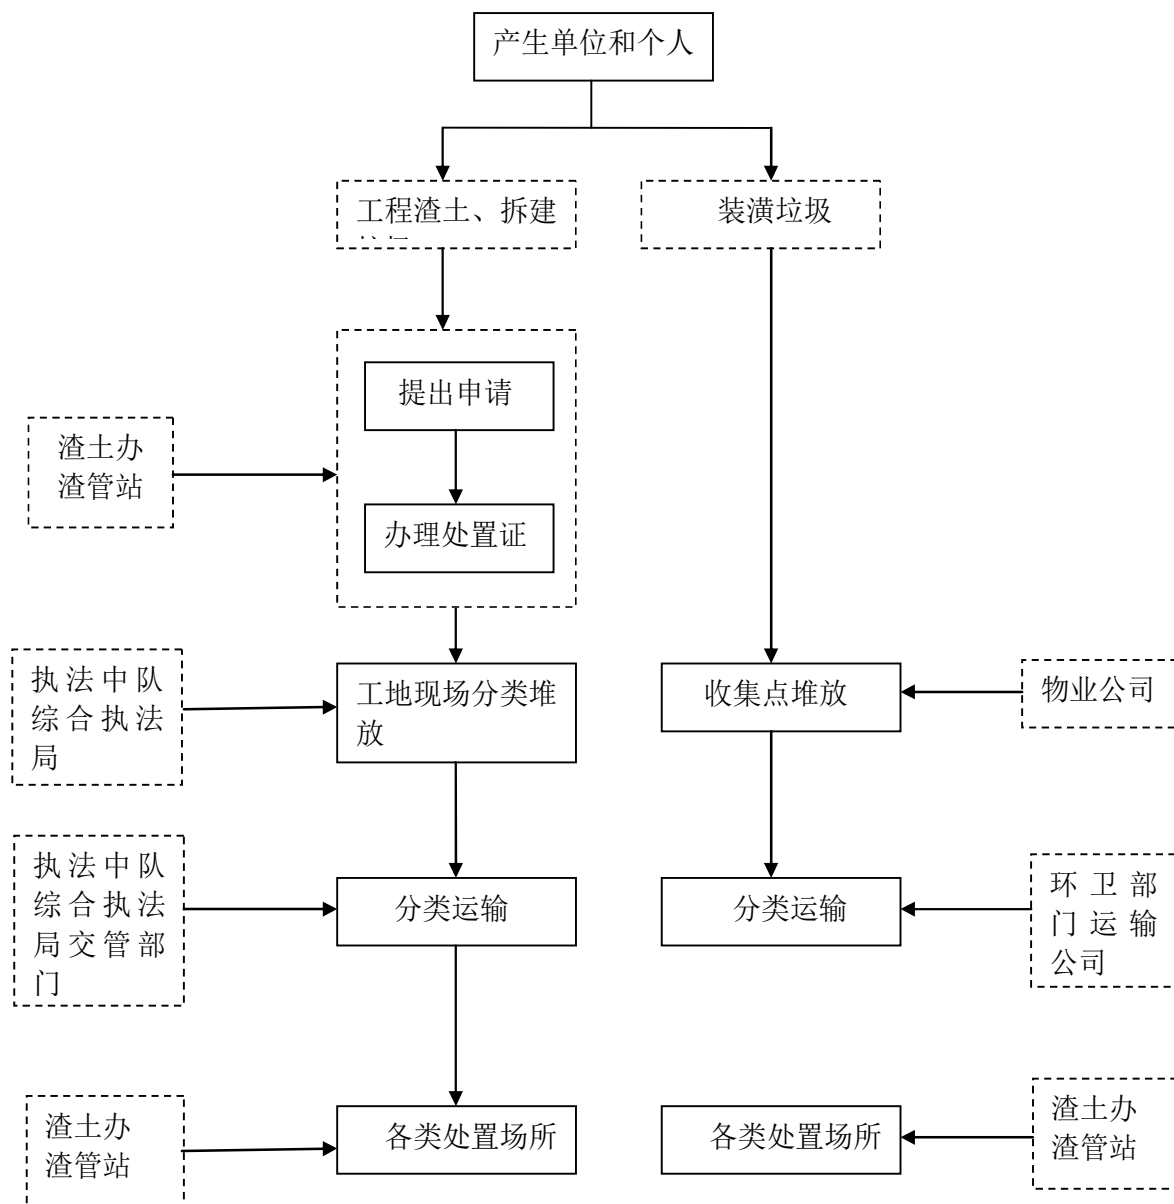 产生单位和个人
工程渣土、拆建
装潢垃圾
提出申请
渣土办
渣管站
办理处置证
执法中队
综合执法
局
工地现场分类堆
放
收集点堆放
物业公司
执法中队
综合执法
局交管部
门
分类运输
分类运输
环卫部
门运输
公司
渣土办
渣管站
各类处置场所
各类处置场所
渣土办
渣管站